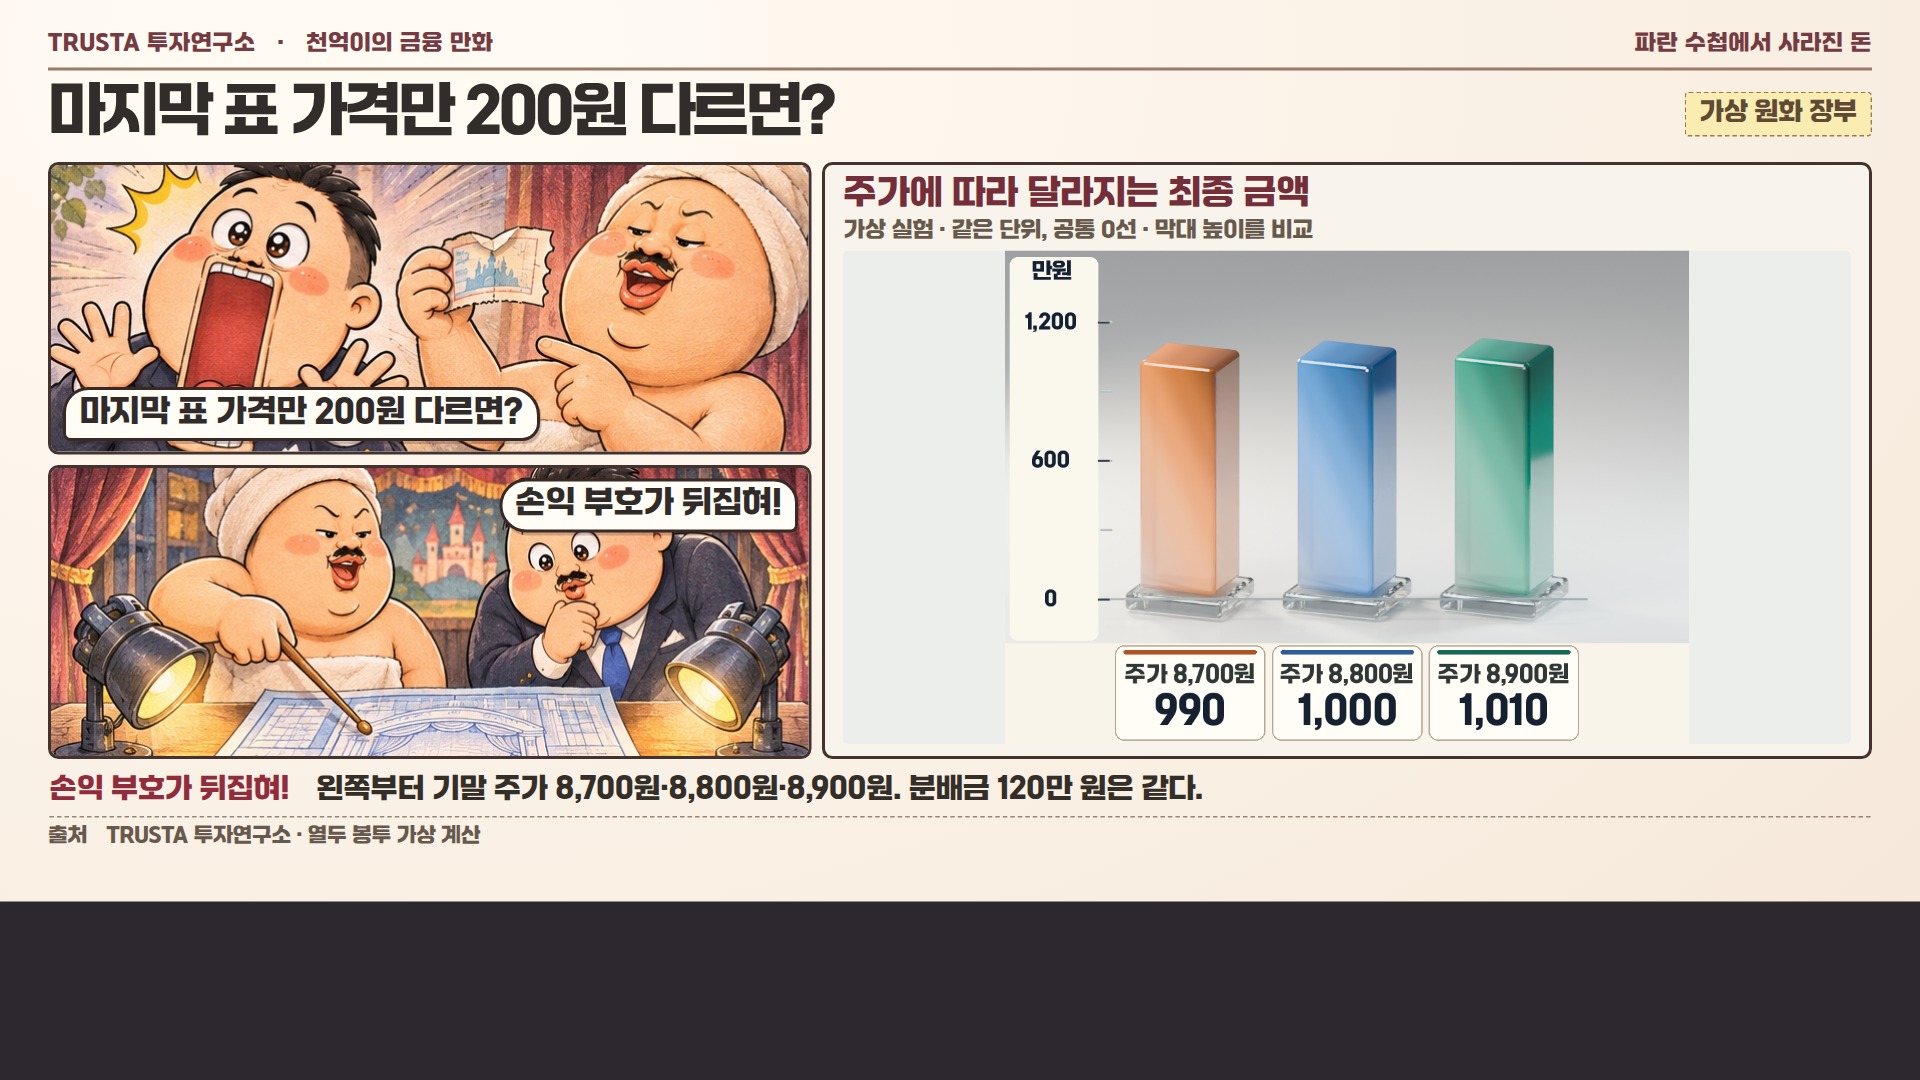 TRUSTA 투자연구소 · 천억이의 금융 만화
파란 수첩에서 사라진 돈
마지막 표 가격만 200원 다르면?
가상 원화 장부
마지막 표 가격만 200원 다르면?
손익 부호가 뒤집혀!
주가에 따라 달라지는 최종 금액
가상 실험 · 같은 단위, 공통 0선 · 막대 높이를 비교
만원
1,200
600
0
주가 8,700원
990
주가 8,800원
1,000
주가 8,900원
1,010
손익 부호가 뒤집혀! 왼쪽부터 기말 주가 8,700원·8,800원·8,900원. 분배금 120만 원은 같다.
출처 TRUSTA 투자연구소 · 열두 봉투 가상 계산